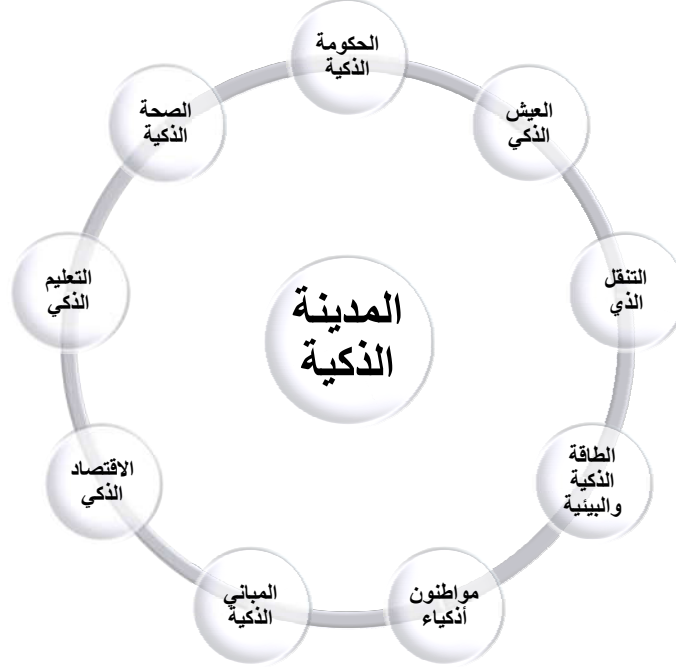 الحكومة
الذكية
العيش
الذكي
التنقل
الذي
الطاقة
الذكية
والبيئية
مواطنون
أذكياء
المباني
الذكية
الاقتصاد
الذكي
التعليم
الذكي
الصحة
الذكية
المدينة
الذكية